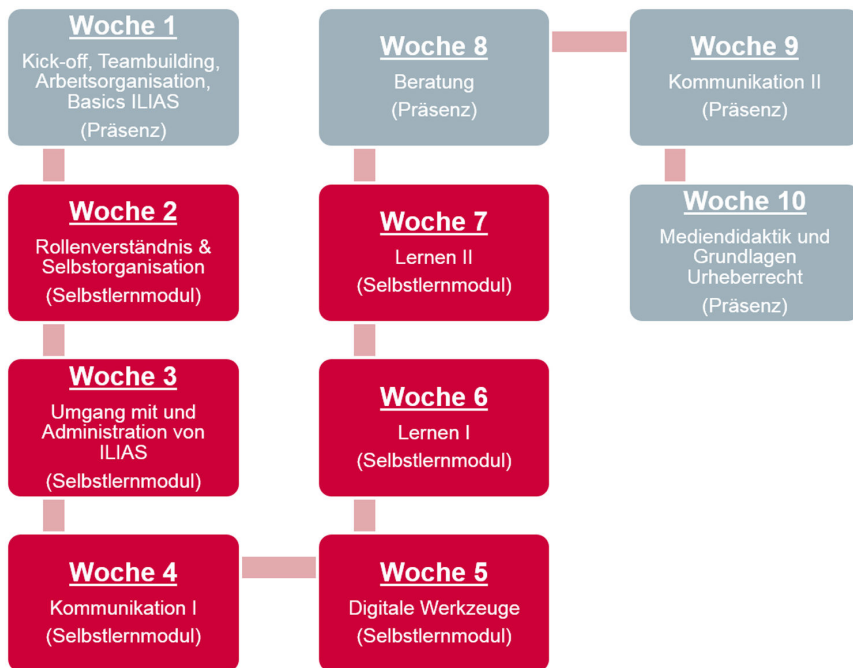 Woche 1
Kick-off, Teambuilding,
Arbeitsorganisation,
Basics ILIAS
(Präsenz)
Woche 2
Rollenverständnis &
Selbstorganisation
(Selbstlernmodul)
Woche 3
Umgang mit und
Administration von
ILIAS
(Selbstlernmodul)
Woche 4
Kommunikation I
(Selbstlernmodul)
Woche 5
Digitale Werkzeuge
(Selbstlernmodul)
Woche 6
Lernen I
(Selbstlernmodul)
Woche 7
Lernen II
(Selbstlernmodul)
Woche 8
Beratung
(Präsenz)
Woche 9
Kommunikation II
(Präsenz)
Woche 10
Mediendidaktik und
Grundlagen
Urheberrecht
(Präsenz)